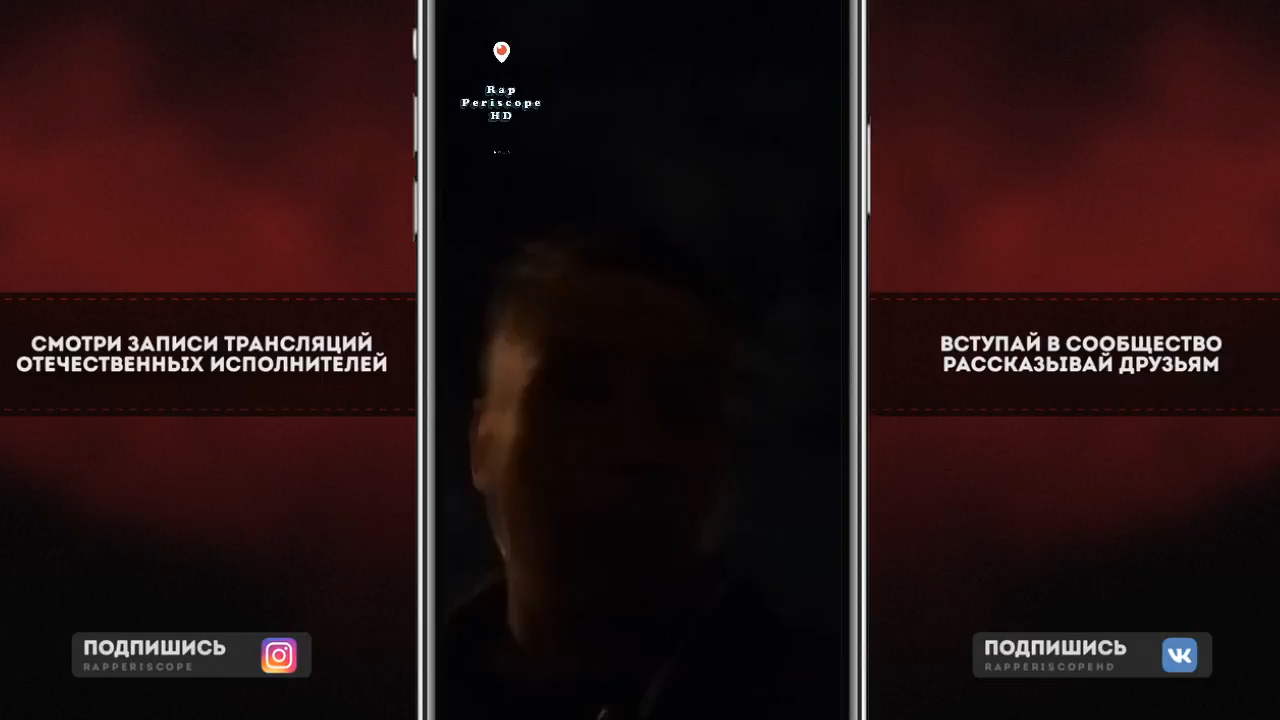 Rap
Periscope
HD
СМОТРИ ЗАПИСИ ТРАНСЛЯЦИЙ
ОТЕЧЕСТВЕННЫХ ИСПОЛНИТЕЛЕЙ
ВСТУПАЙ В СООБЩЕСТВО
РАССКАЗЫВАЙ ДРУЗЬЯМ
ПОДПИШИСЬ
RAPPERISCOPE
ПОДПИШИСЬ
RAPPERISCOPEHD